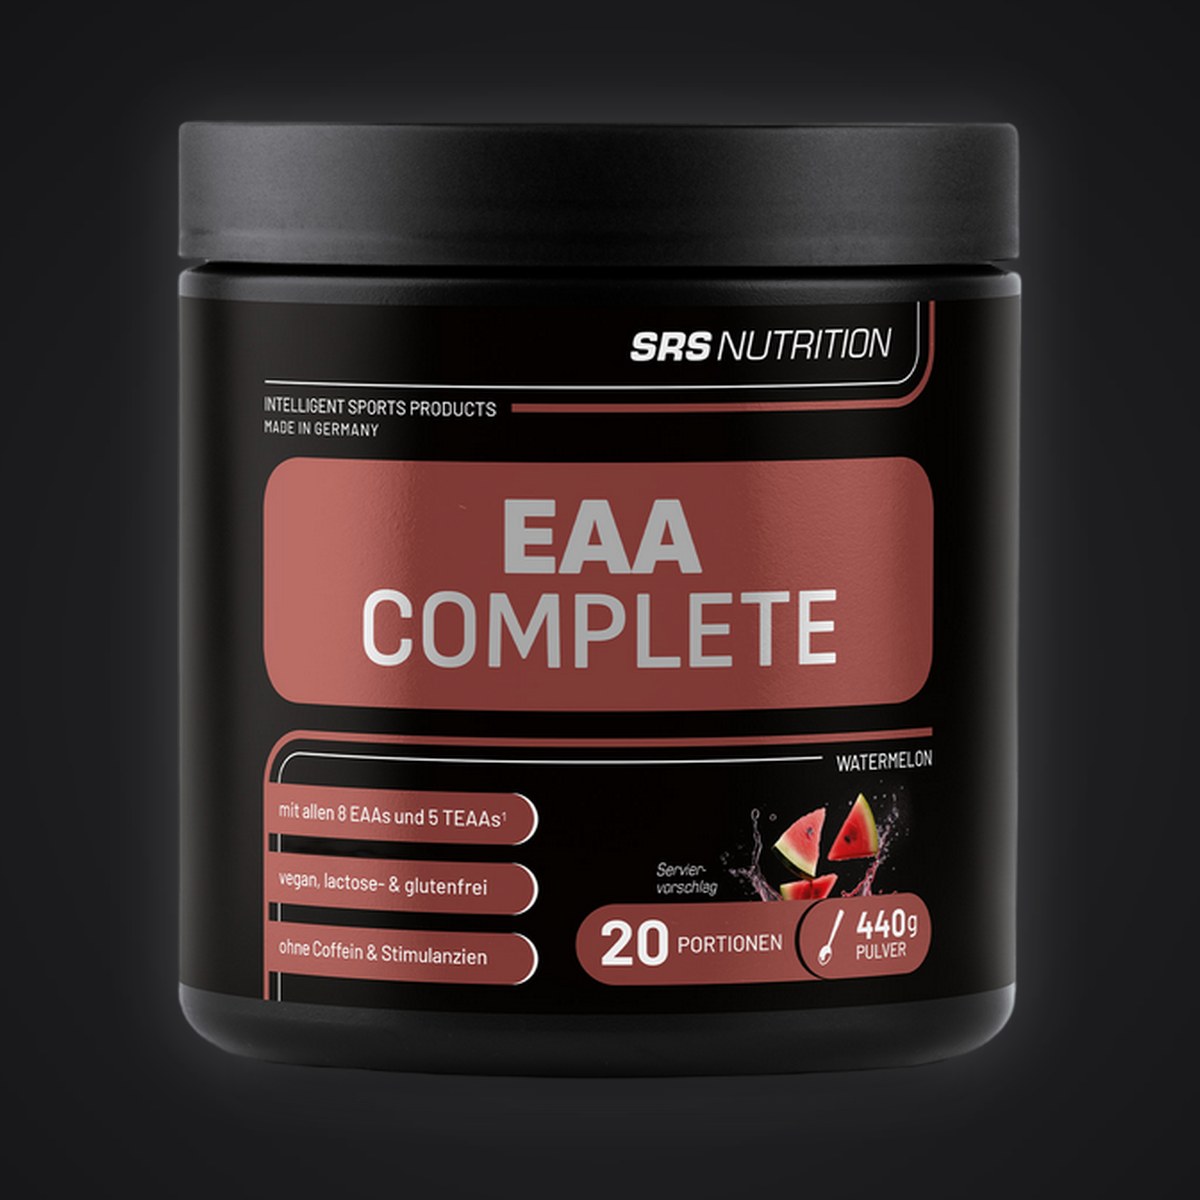 SRS NUTRITION
INTELLIGENT SPORTS PRODUCTS
MADE IN GERMANY
EAA
COMPLETE
WATERMELON
mit allen 8 EAAs und 5 TEAAs¹
vegan, lactose- & glutenfrei
ohne Coffein & Stimulanzien
Servier-
vorschlag
20 PORTIONEN
440g
PULVER